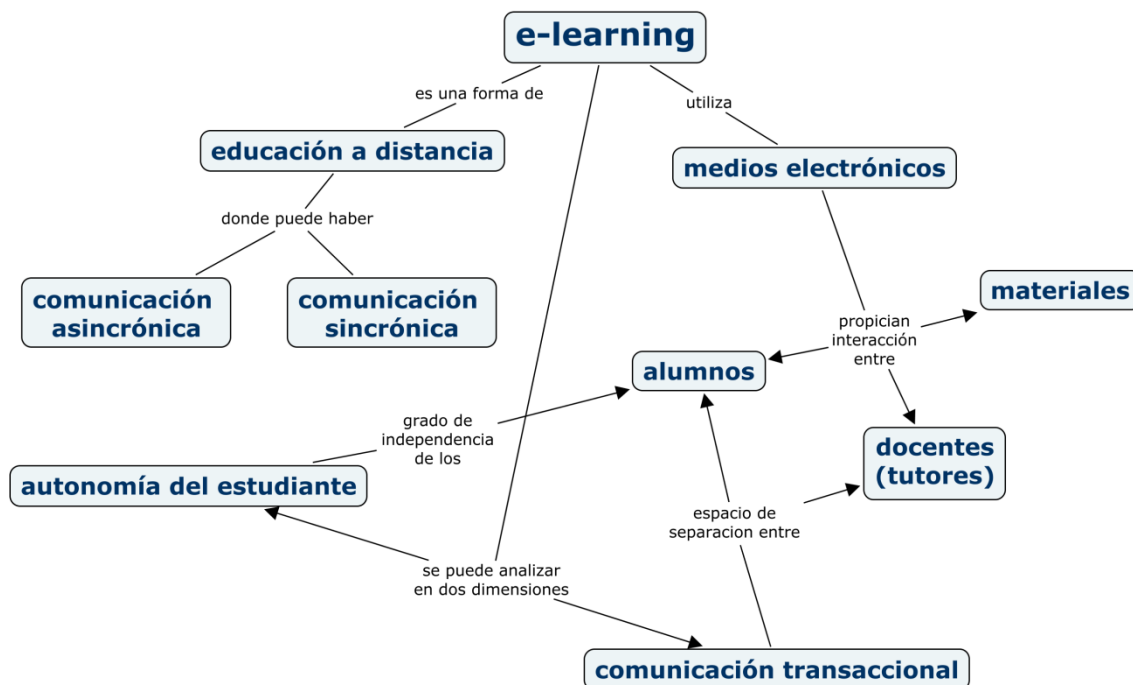 e-learning
es una forma de
utiliza
educación a distancia
medios electrónicos
donde puede haber
comunicación
asincrónica
comunicación
sincrónica
materiales
propician
interacción
entre
alumnos
grado de
independencia
de los
docentes
(tutores)
autonomía del estudiante
espacio de
separacion entre
se puede analizar
en dos dimensiones
comunicación transaccional